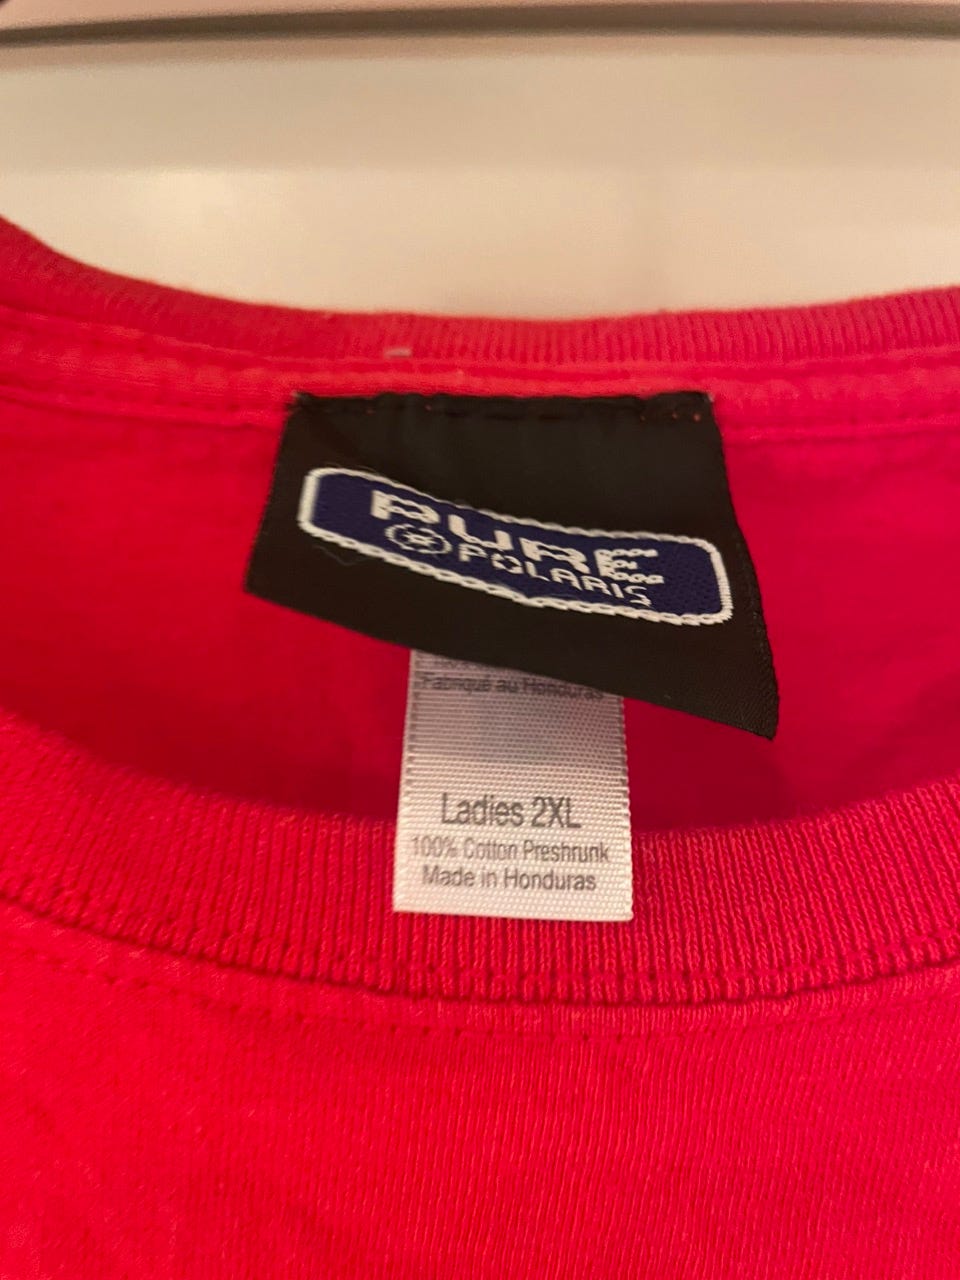 PURE
POLARIS
Fabriqué au Honduras
Ladies 2XL
100% Cotton Preshrunk
Made in Honduras